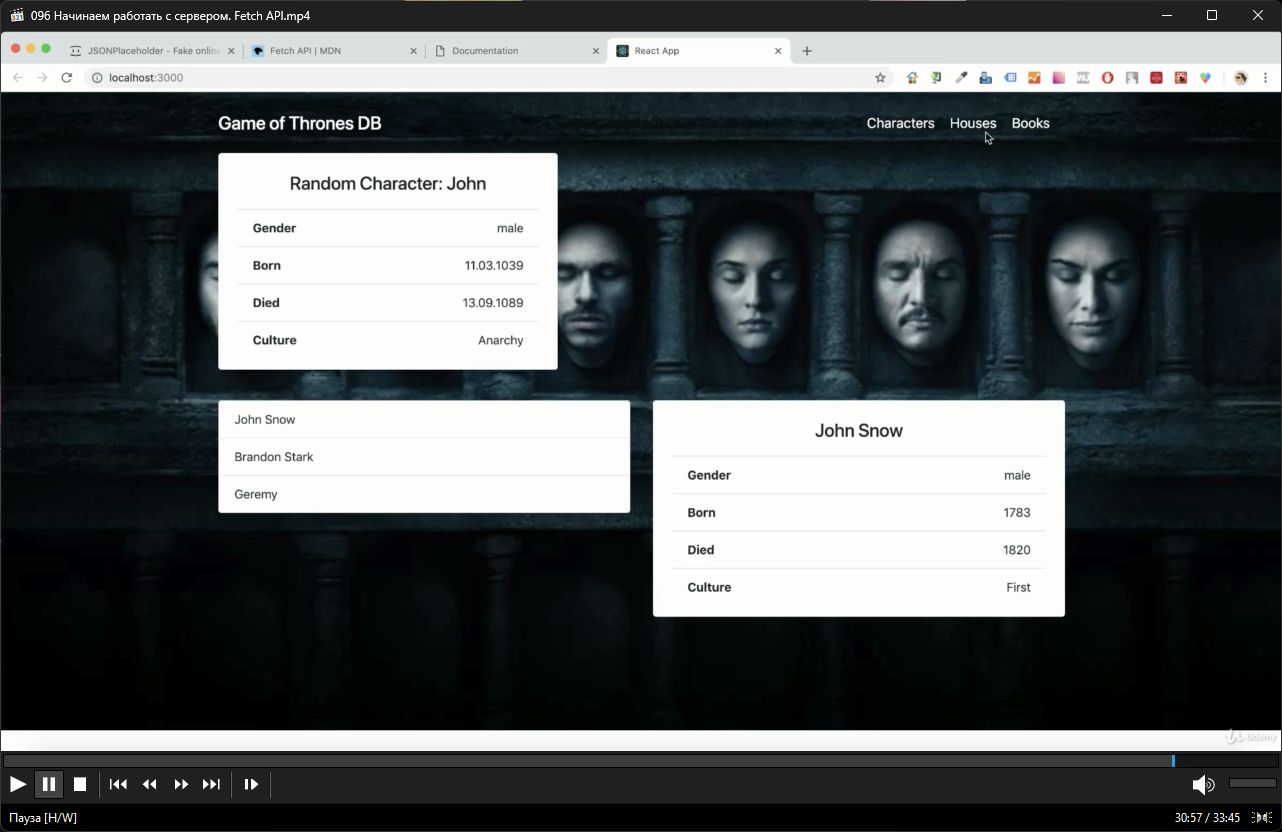 096 Начинаем работать с сервером. Fetch API.mp4
JSONPlaceholder - Fake online
Fetch API | MDN
Documentation
React App
localhost:3000
Game of Thrones DB
Characters Houses Books
Random Character: John
Gender male
Born 11.03.1039
Died 13.09.1089
Culture Anarchy
John Snow
Brandon Stark
Geremy
John Snow
Gender male
Born 1783
Died 1820
Culture First
Udemy
Пауза [H/W]
30:57 / 33:45